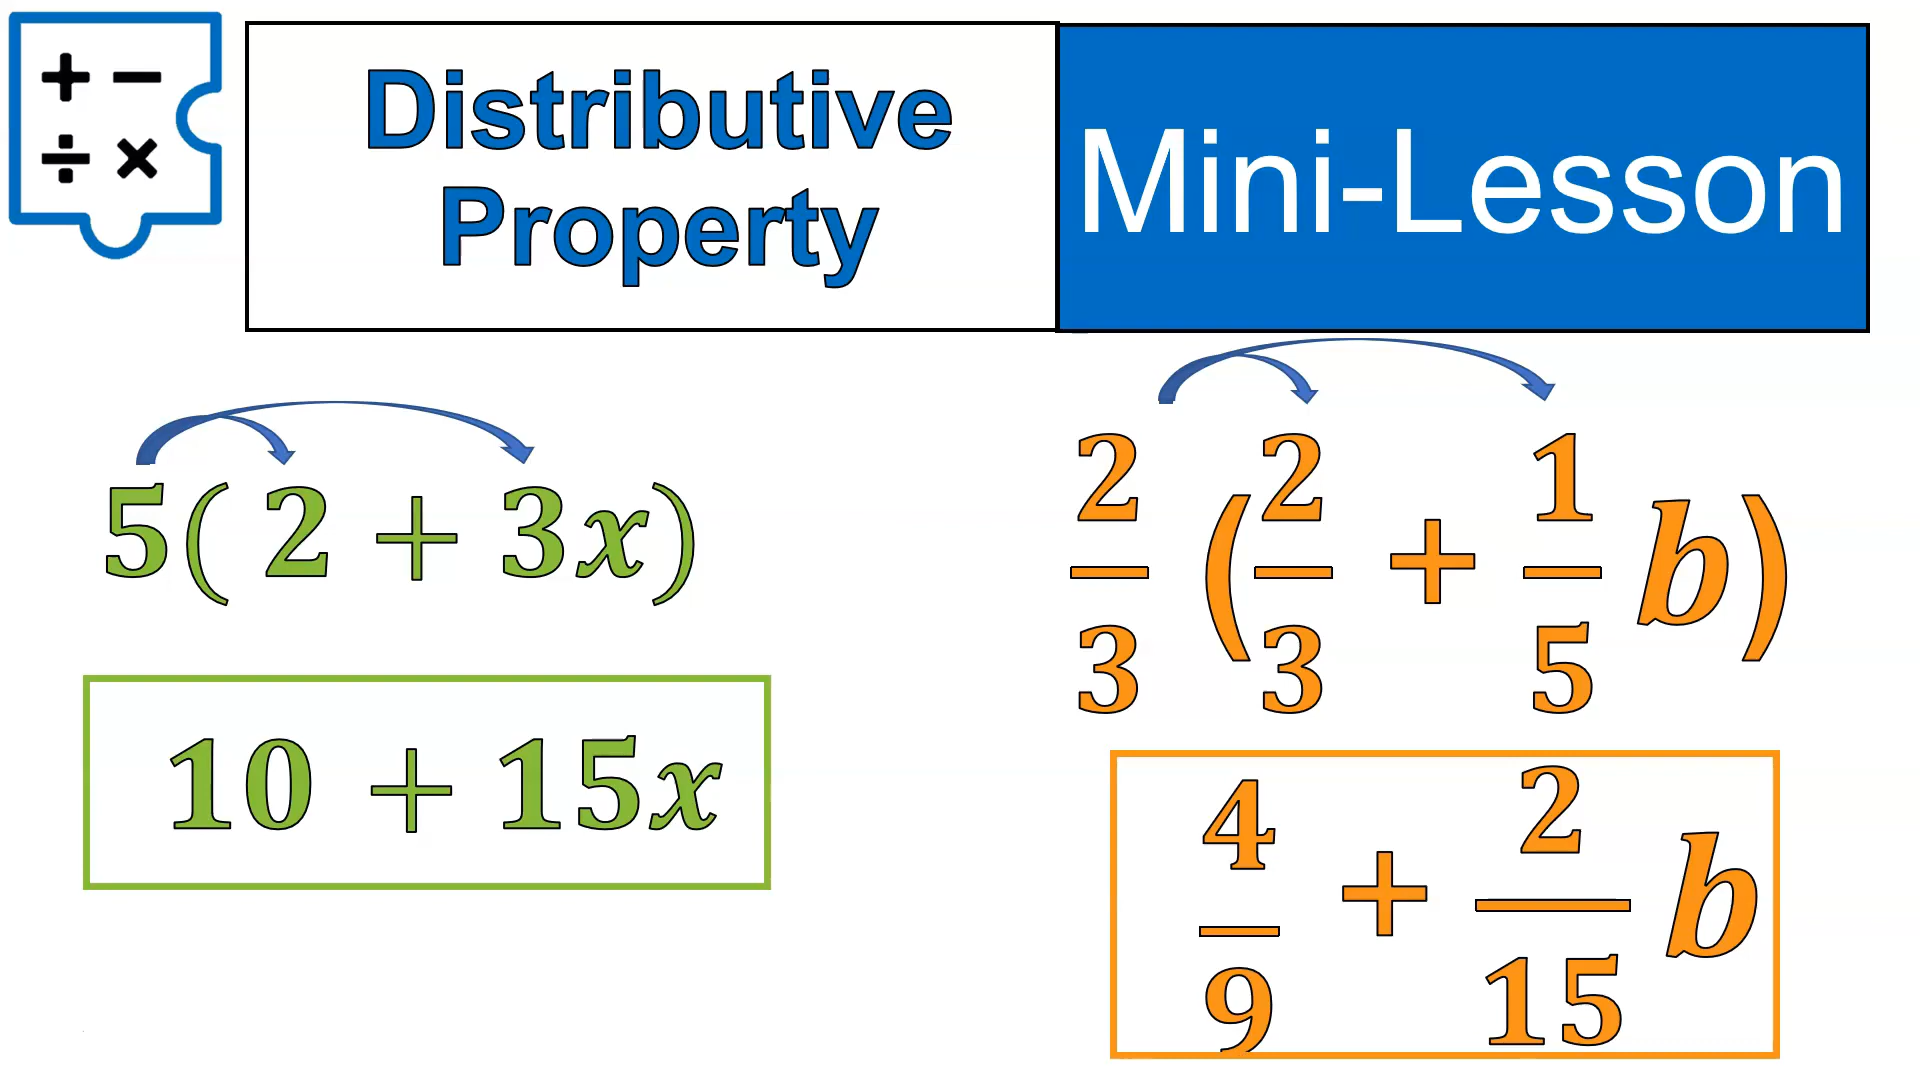 + −
÷ ×
Distributive
Property
Mini-Lesson
5( 2 + 3x)
10 + 15x
2/3 (2/3 + 1/5 b)
4/9 + 2/15 b